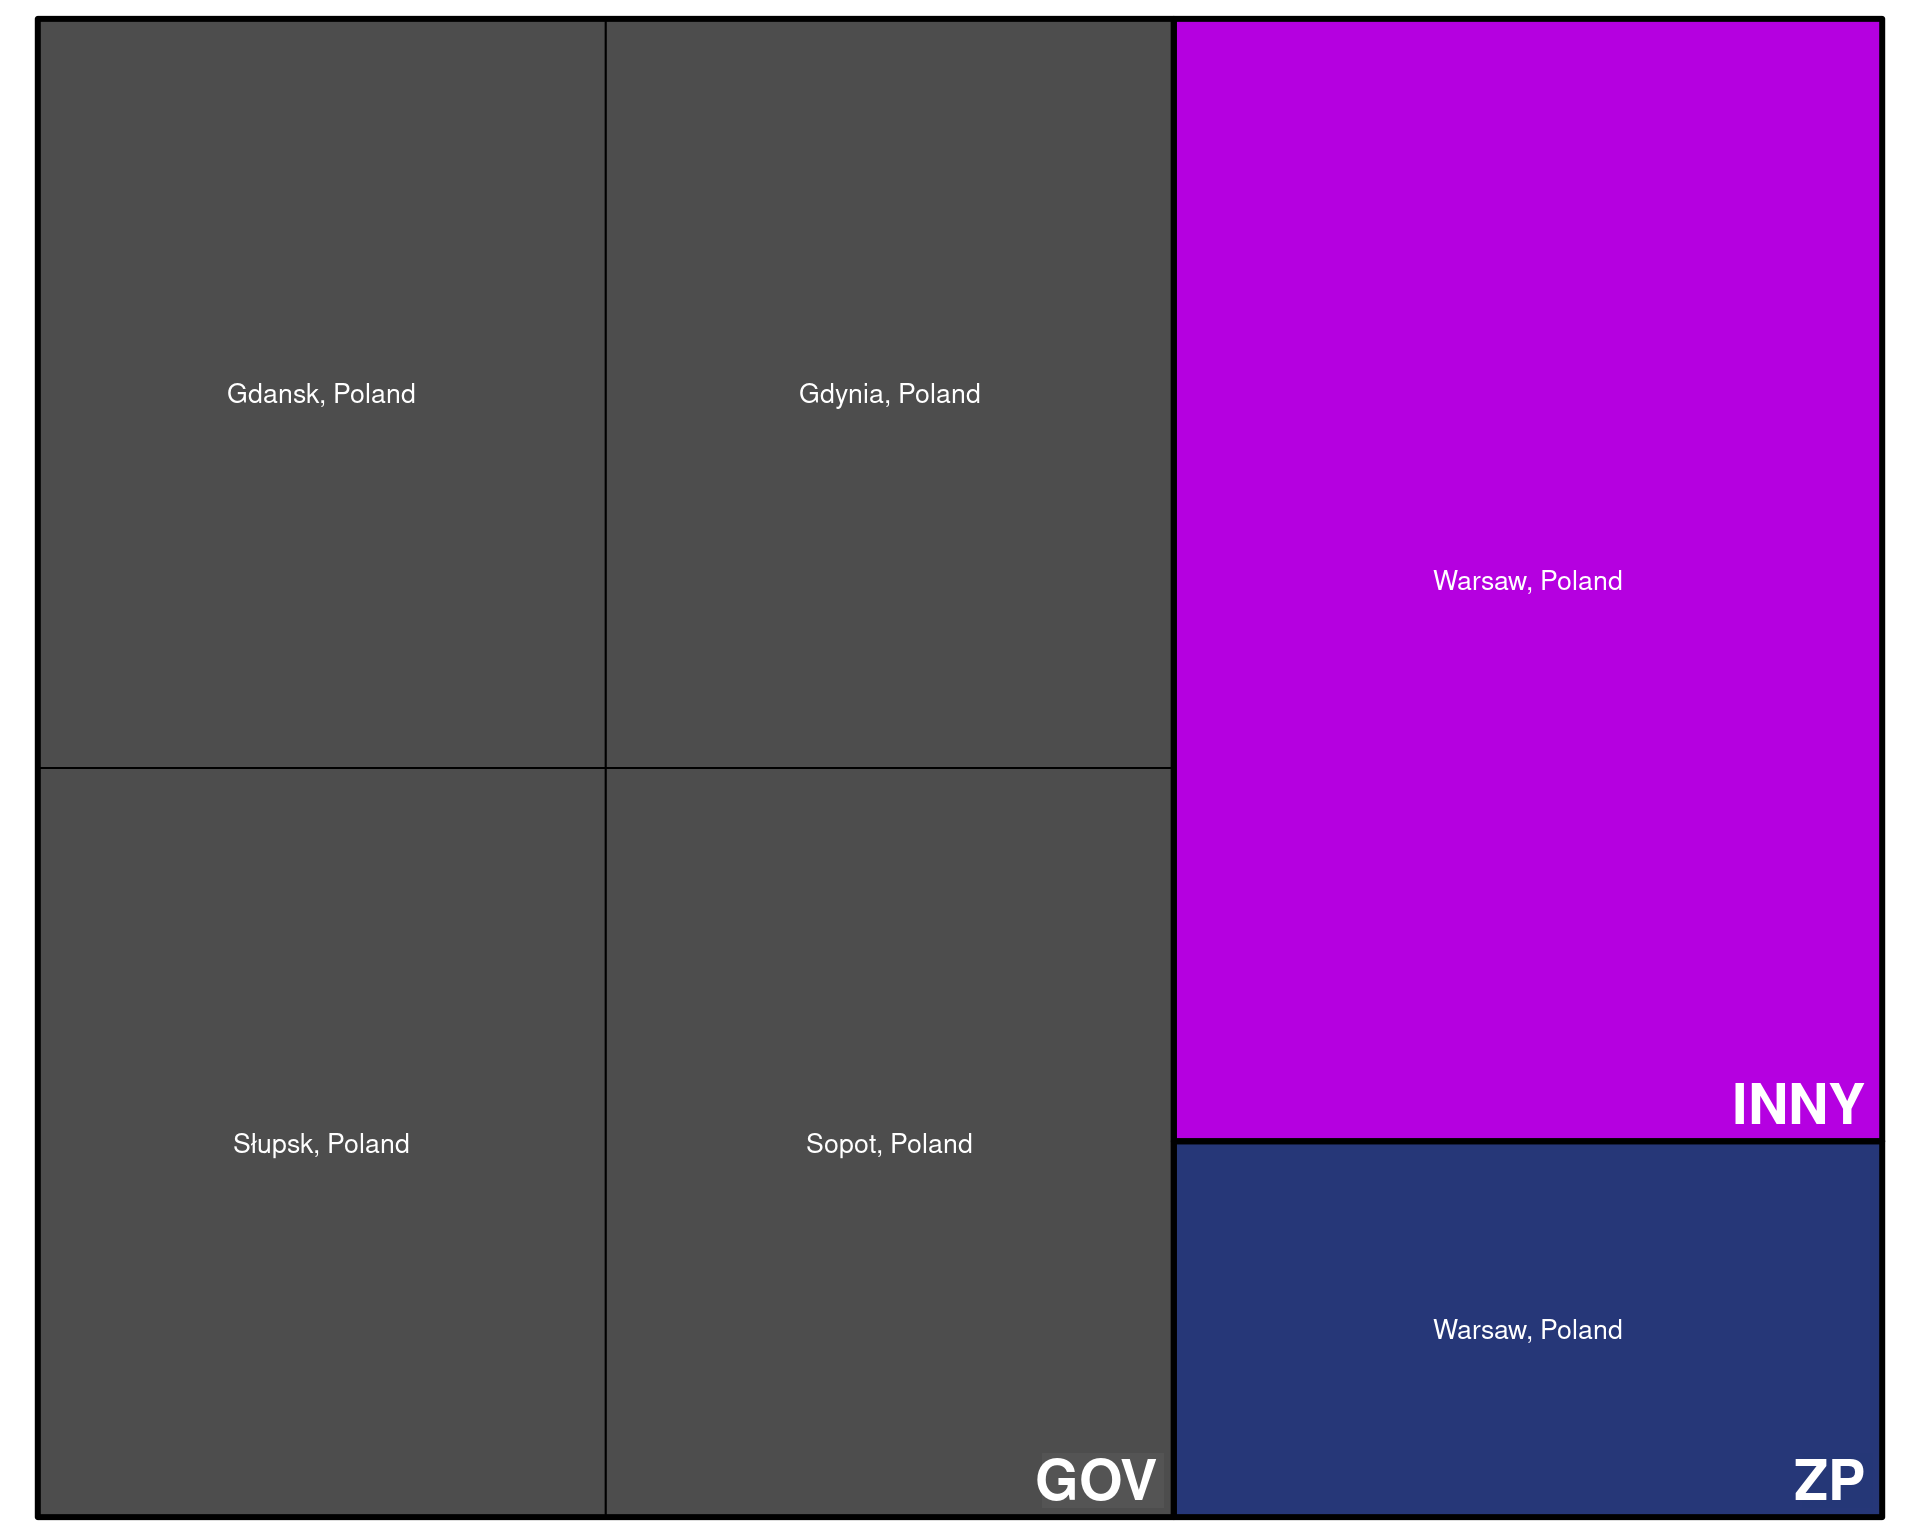 Gdansk, Poland
Gdynia, Poland
Słupsk, Poland
Sopot, Poland
GOV
Warsaw, Poland
INNY
Warsaw, Poland
ZP